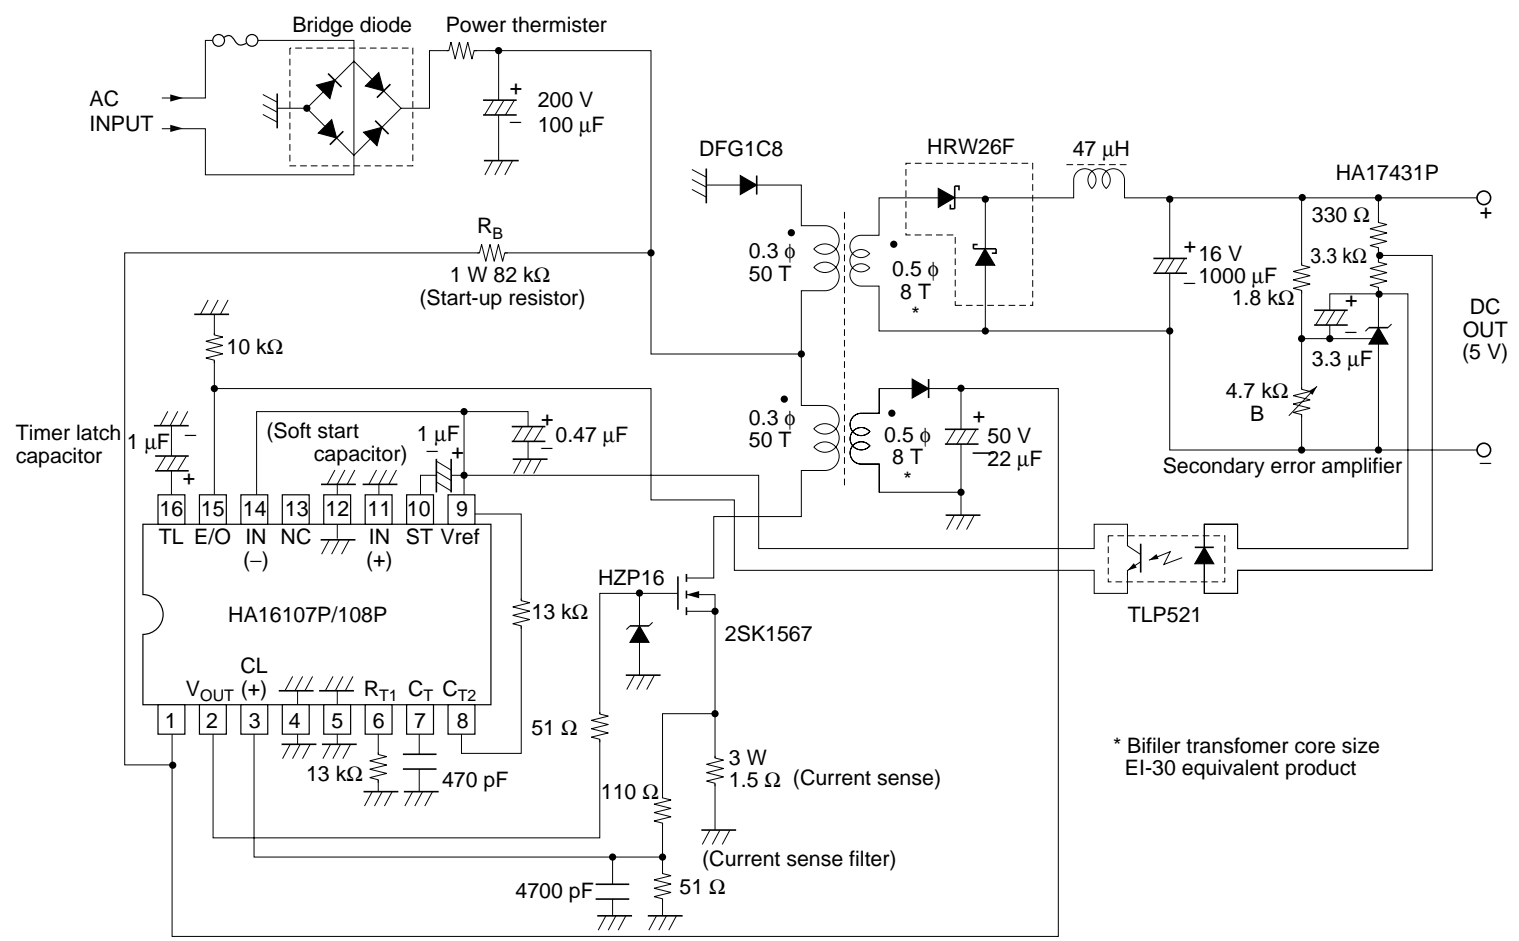 Bridge diode
Power thermister
AC
INPUT
+
200 V
−
100 µF
DFG1C8
HRW26F
47 µH
HA17431P
+
330 Ω
RB
1 W 82 kΩ
(Start-up resistor)
0.3 ϕ
50 T
0.5 ϕ
8 T
*
+
16 V
−
1000 µF
3.3 kΩ
1.8 kΩ
+
−
3.3 µF
DC
OUT
(5 V)
10 kΩ
4.7 kΩ
B
Timer latch
capacitor
1 µF
−
+
(Soft start
capacitor)
1 µF
−
+
+
−
0.47 µF
0.3 ϕ
50 T
0.5 ϕ
8 T
*
+
50 V
−
22 µF
Secondary error amplifier
−
16 15 14 13 12 11 10 9
TL E/O IN NC IN ST Vref
(−) (+)
HA16107P/108P
13 kΩ
HZP16
2SK1567
TLP521
CL
VOUT (+) RT1 CT CT2
1 2 3 4 5 6 7 8
51 Ω
13 kΩ
470 pF
110 Ω
3 W
1.5 Ω (Current sense)
(Current sense filter)
4700 pF
51 Ω
* Bifiler transfomer core size
EI-30 equivalent product